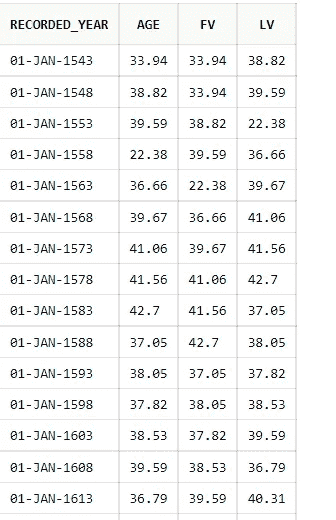 RECORDED_YEAR AGE FV LV
01-JAN-1543 33.94 33.94 38.82
01-JAN-1548 38.82 33.94 39.59
01-JAN-1553 39.59 38.82 22.38
01-JAN-1558 22.38 39.59 36.66
01-JAN-1563 36.66 22.38 39.67
01-JAN-1568 39.67 36.66 41.06
01-JAN-1573 41.06 39.67 41.56
01-JAN-1578 41.56 41.06 42.7
01-JAN-1583 42.7 41.56 37.05
01-JAN-1588 37.05 42.7 38.05
01-JAN-1593 38.05 37.05 37.82
01-JAN-1598 37.82 38.05 38.53
01-JAN-1603 38.53 37.82 39.59
01-JAN-1608 39.59 38.53 36.79
01-JAN-1613 36.79 39.59 40.31